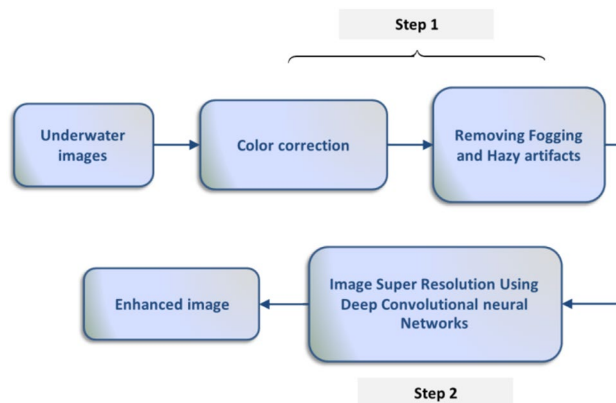 Step 1
Underwater
images
Color correction
Removing Fogging
and Hazy artifacts
Image Super Resolution Using
Deep Convolutional neural
Networks
Enhanced image
Step 2